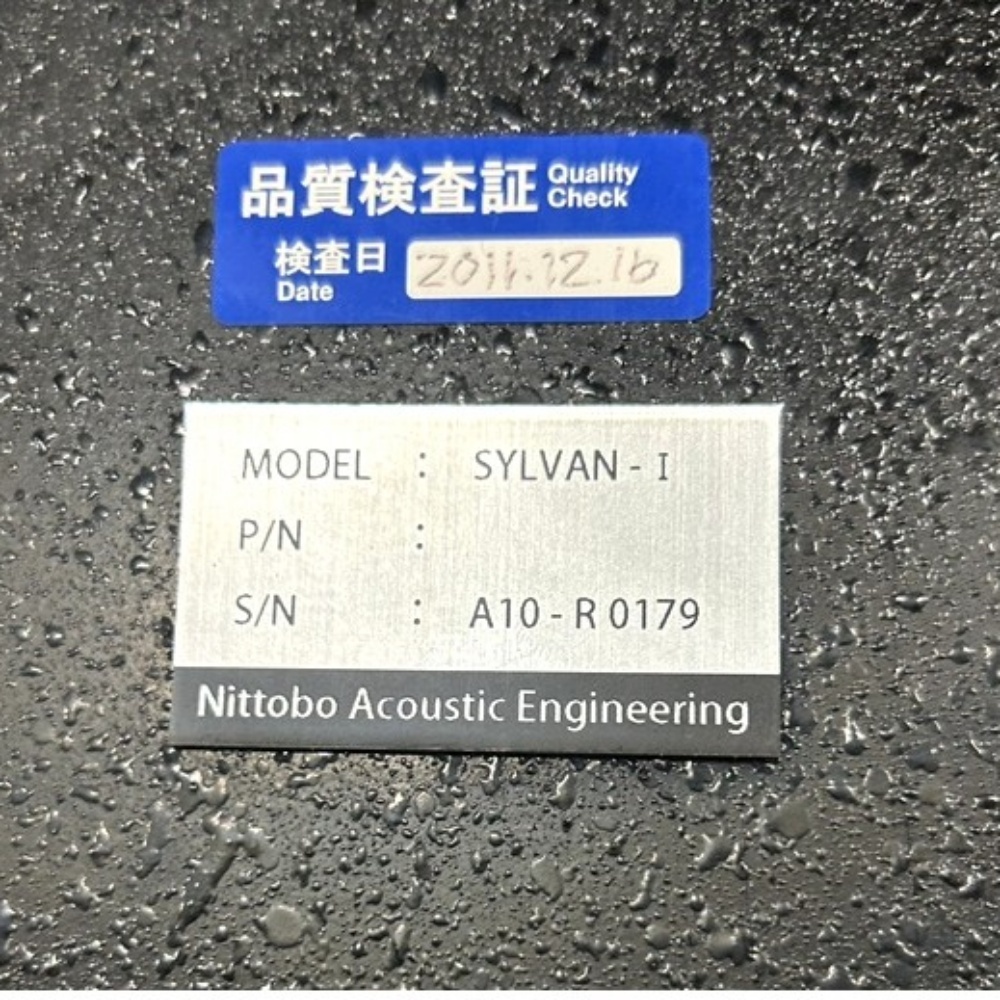 品質検査証 Quality Check
検査日 Date 2011.12.16
MODEL : SYLVAN - I
P/N :
S/N : A10 - R 0179
Nittobo Acoustic Engineering